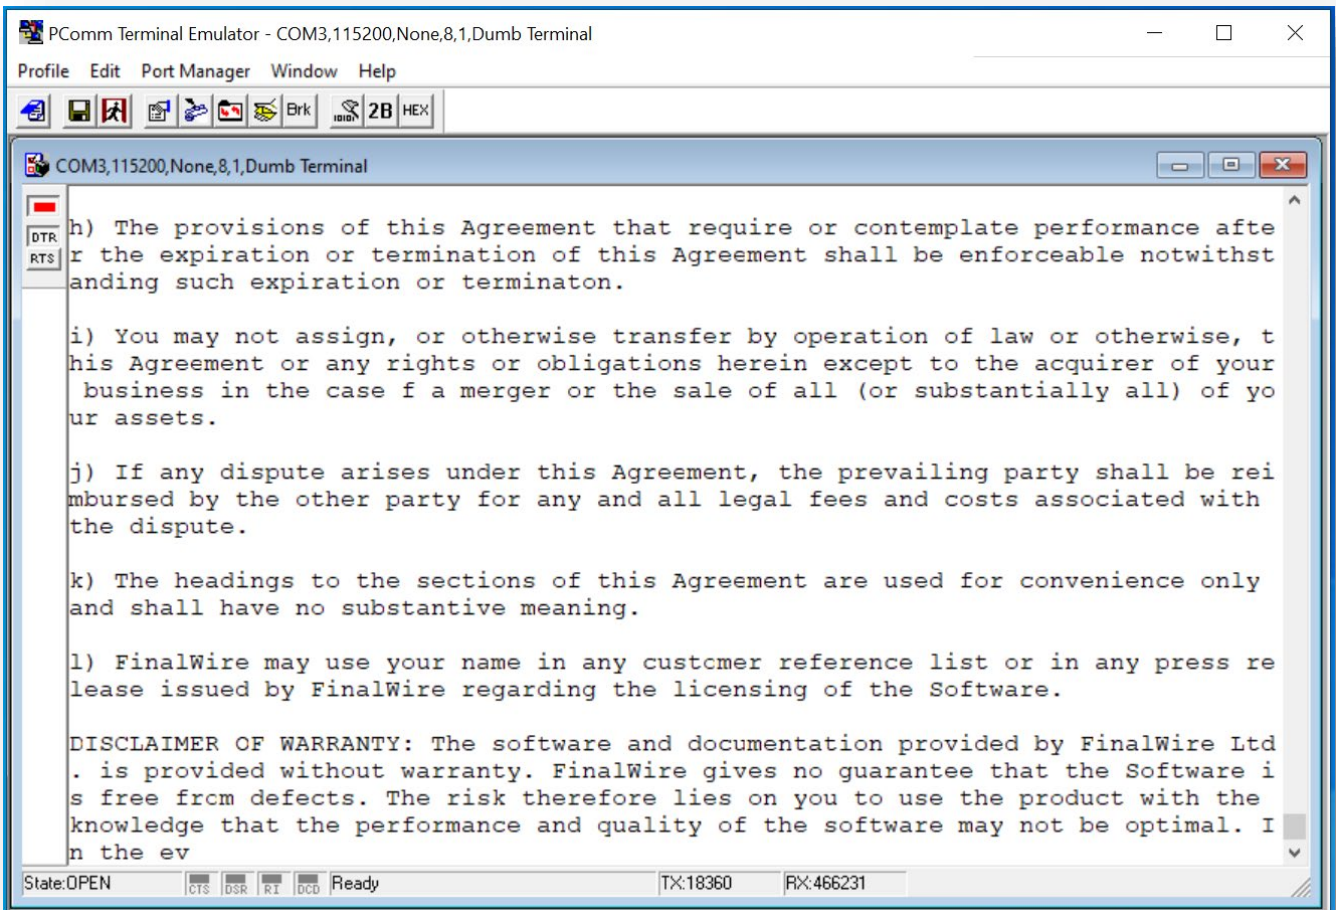 PComm Terminal Emulator - COM3,115200,None,8,1,Dumb Terminal
Profile Edit Port Manager Window Help
Brk 2B HEX
COM3,115200,None,8,1,Dumb Terminal
DTR
RTS
h) The provisions of this Agreement that require or contemplate performance afte
r the expiration or termination of this Agreement shall be enforceable notwithst
anding such expiration or terminaton.
i) You may not assign, or otherwise transfer by operation of law or otherwise, t
his Agreement or any rights or obligations herein except to the acquirer of your
business in the case f a merger or the sale of all (or substantially all) of yo
ur assets.
j) If any dispute arises under this Agreement, the prevailing party shall be rei
mbursed by the other party for any and all legal fees and costs associated with
the dispute.
k) The headings to the sections of this Agreement are used for convenience only
and shall have no substantive meaning.
l) FinalWire may use your name in any customer reference list or in any press re
lease issued by FinalWire regarding the licensing of the Software.
DISCLAIMER OF WARRANTY: The software and documentation provided by FinalWire Ltd
. is provided without warranty. FinalWire gives no guarantee that the Software i
s free from defects. The risk therefore lies on you to use the product with the
knowledge that the performance and quality of the software may not be optimal. I
n the ev
State:OPEN CTS DSR RI DCD Ready TX:18360 RX:466231